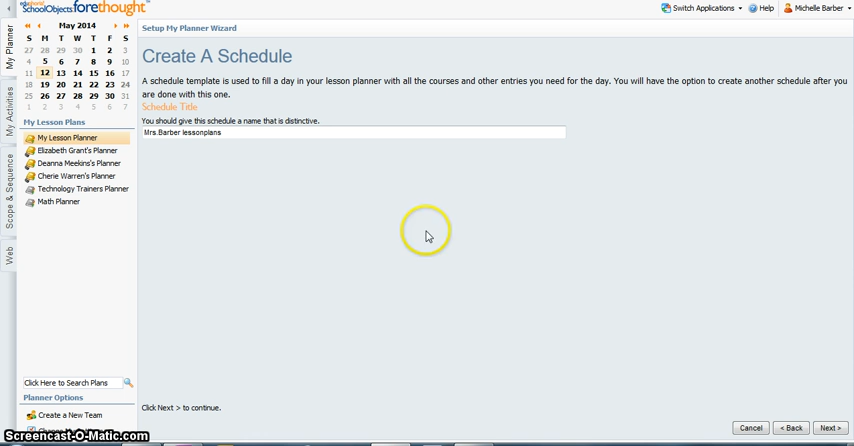 eduphoria!
SchoolObjects:forethought™
Switch Applications
Help
Michelle Barber
My Planner
My Activities
Scope & Sequence
Web
May 2014
S M T W T F S
27 28 29 30 1 2 3
4 5 6 7 8 9 10
11 12 13 14 15 16 17
18 19 20 21 22 23 24
25 26 27 28 29 30 31
1 2 3 4 5 6 7
My Lesson Plans
My Lesson Planner
Elizabeth Grant's Planner
Deanna Meekins's Planner
Cherie Warren's Planner
Technology Trainers Planner
Math Planner
Click Here to Search Plans
Planner Options
Create a New Team
Setup My Planner Wizard
Create A Schedule
A schedule template is used to fill a day in your lesson planner with all the courses and other entries you need for the day. You will have the option to create another schedule after you
are done with this one.
Schedule Title
You should give this schedule a name that is distinctive.
Mrs.Barber lessonplans
Click Next > to continue.
Cancel
< Back
Next >
Screencast-O-Matic.com